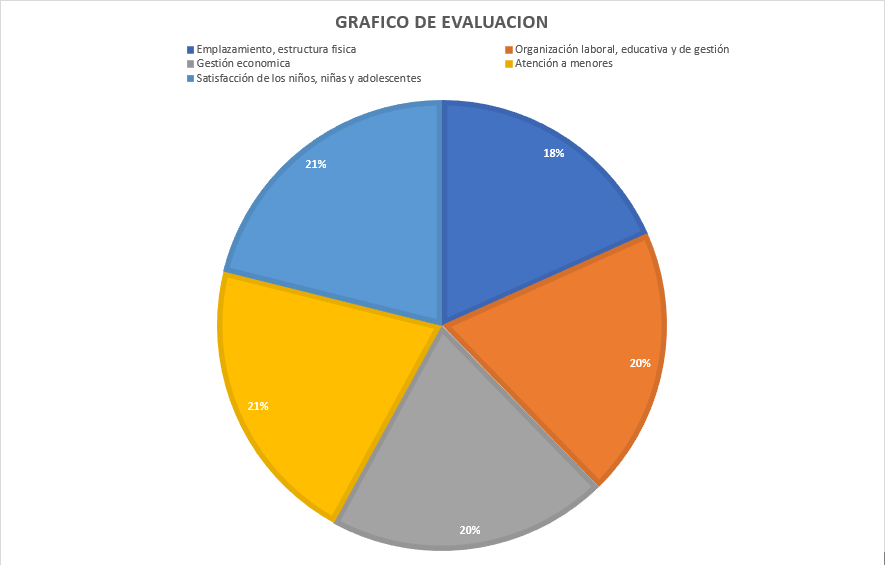 GRAFICO DE EVALUACION
Emplazamiento, estructura fisica
Organización laboral, educativa y de gestión
Gestión economica
Atención a menores
Satisfacción de los niños, niñas y adolescentes
21%
18%
20%
21%
20%